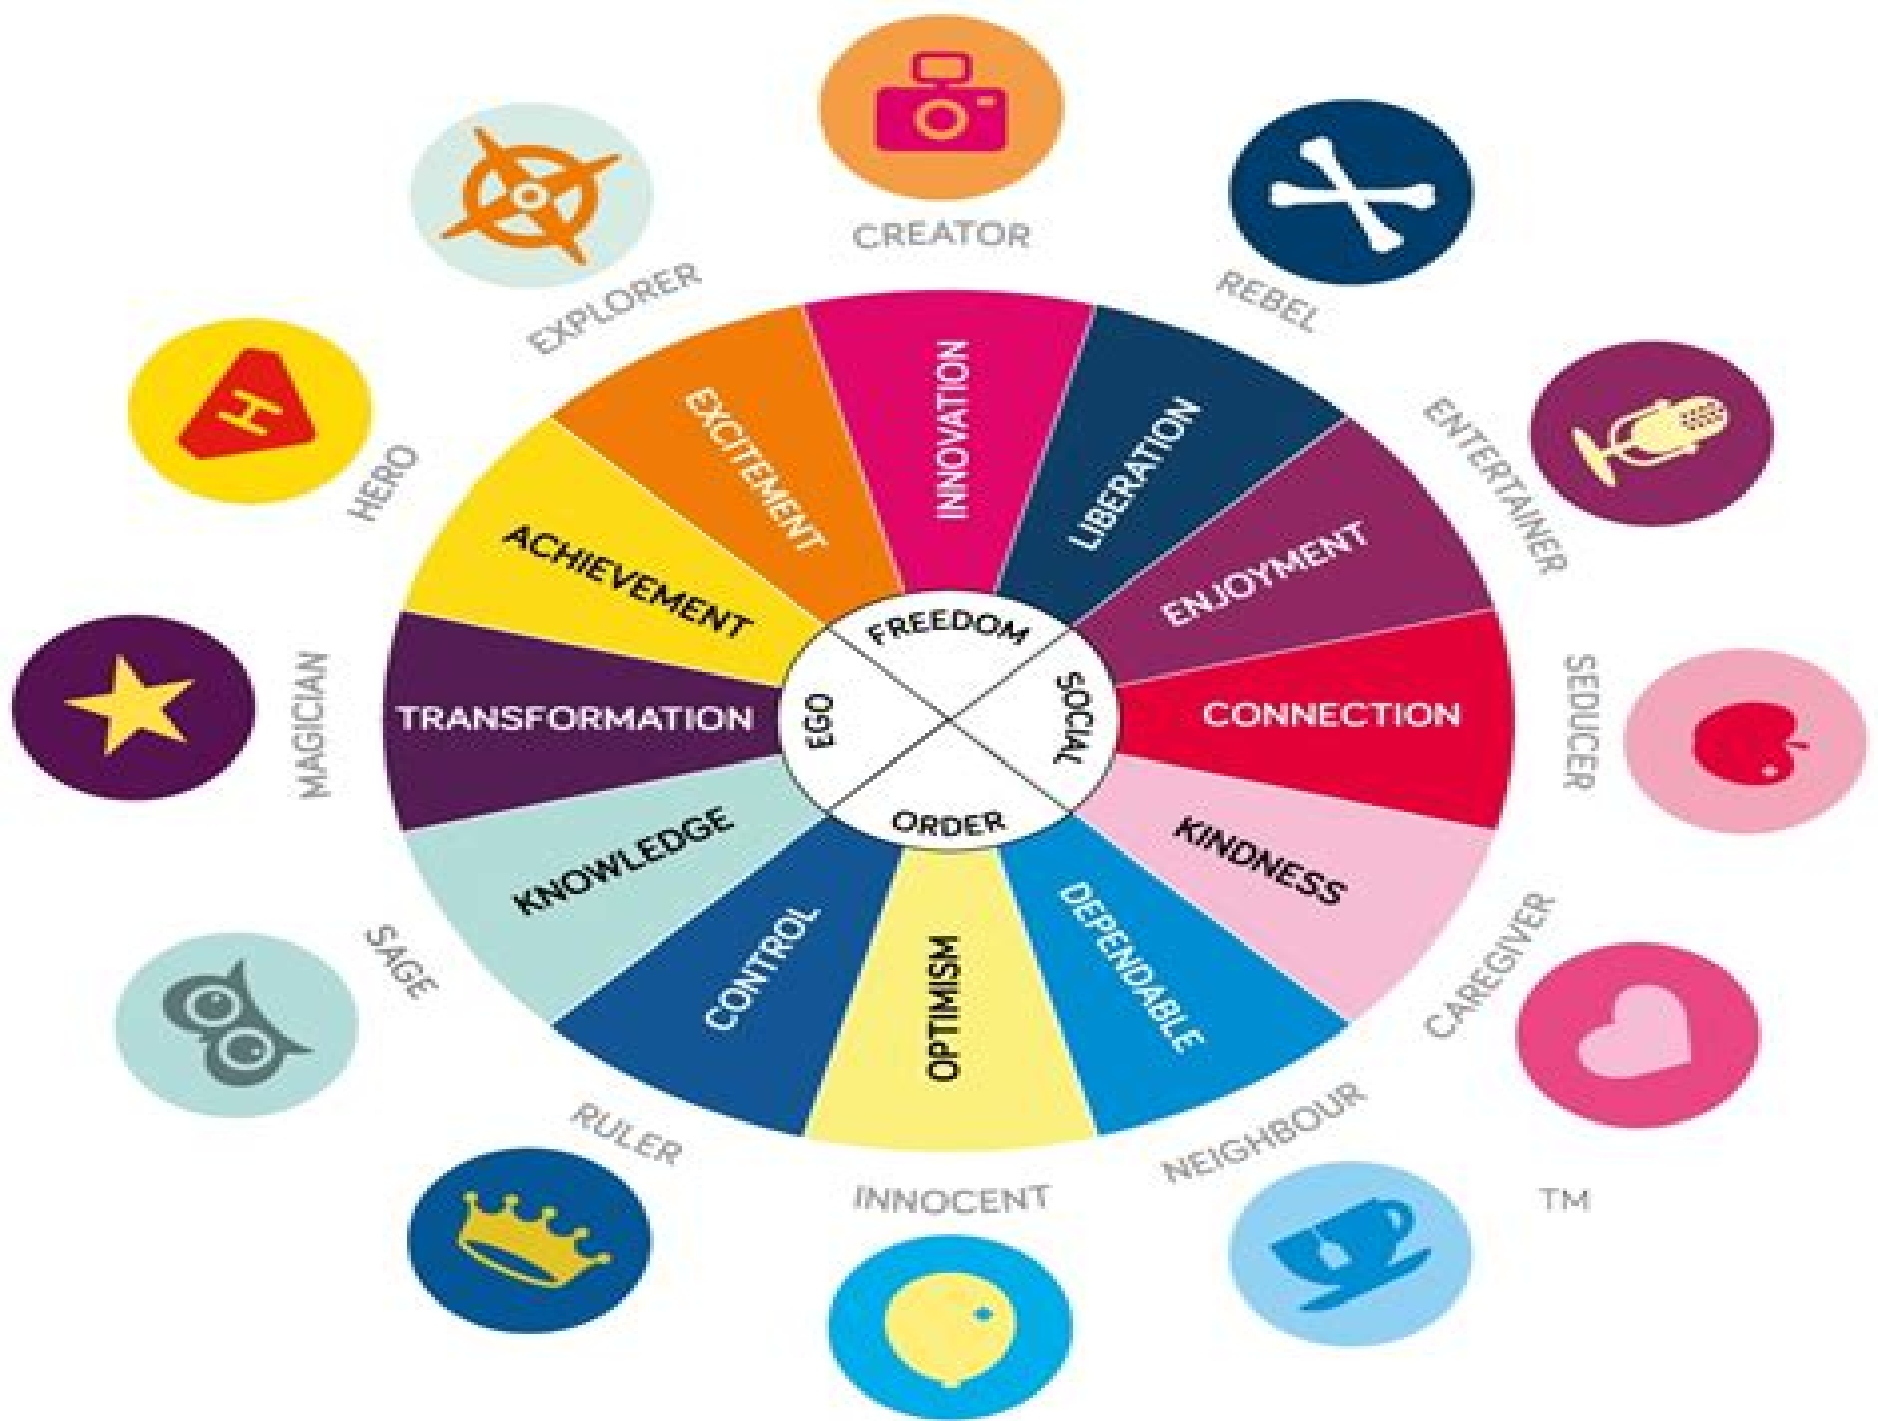 CREATOR
REBEL
ENTERTAINER
SEDUCER
CAREGIVER
NEIGHBOUR
INNOCENT
RULER
SAGE
MAGICIAN
HERO
H
EXPLORER
INNOVATION
LIBERATION
ENJOYMENT
CONNECTION
KINDNESS
DEPENDABLE
OPTIMISM
CONTROL
KNOWLEDGE
TRANSFORMATION
ACHIEVEMENT
EXCITEMENT
FREEDOM
SOCIAL
ORDER
EGO
TM